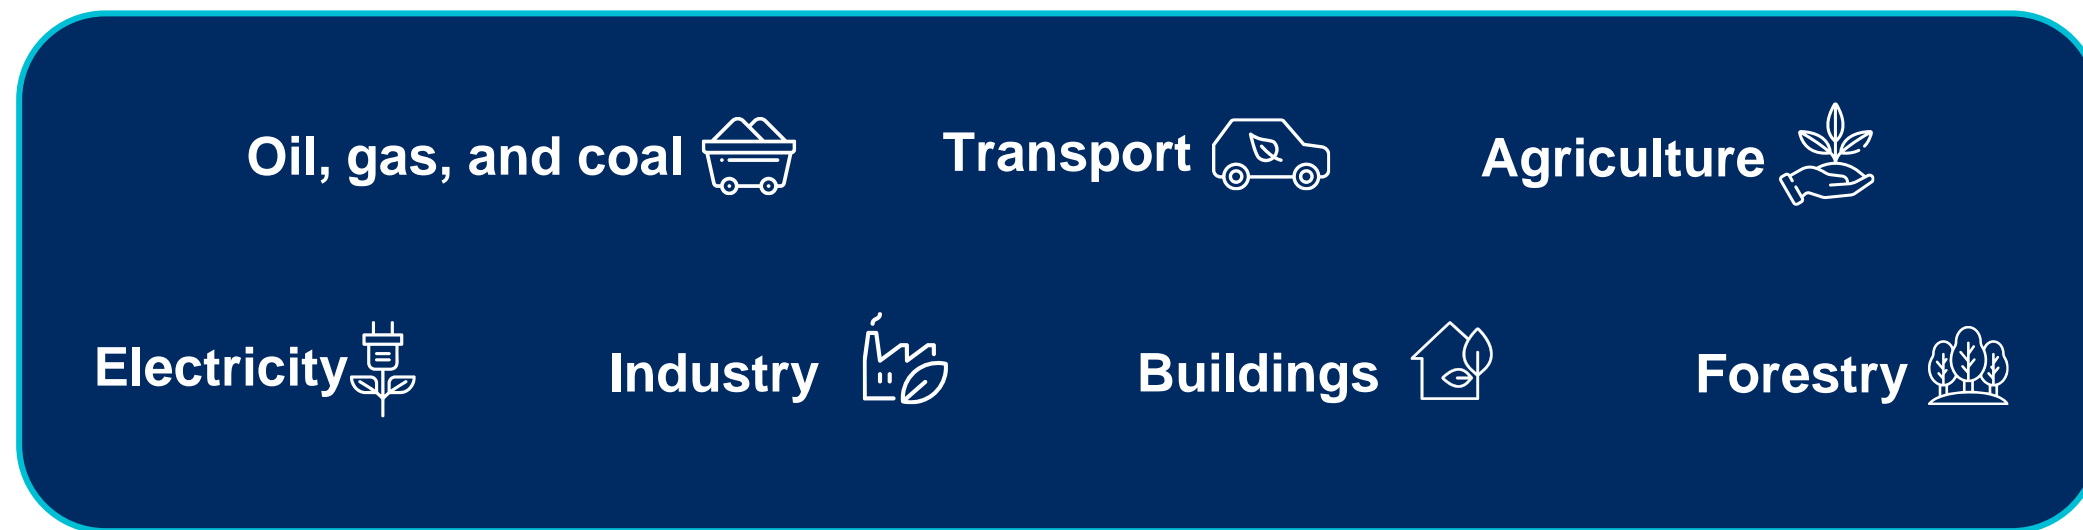 Oil, gas, and coal
Transport
Agriculture
Electricity
Industry
Buildings
Forestry